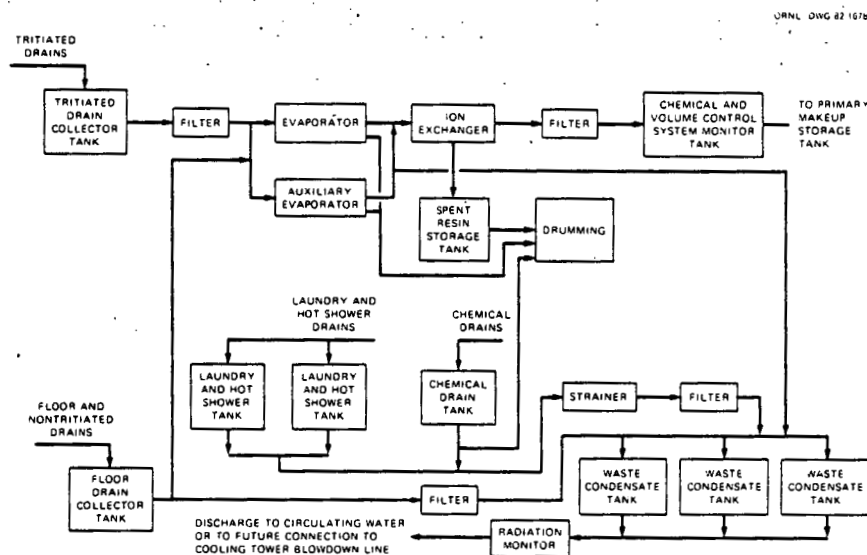 ORNL DWG 82 167
TRITIATED
DRAINS
TRITIATED
DRAIN
COLLECTOR
TANK
FILTER
EVAPORATOR
ION
EXCHANGER
FILTER
CHEMICAL AND
VOLUME CONTROL
SYSTEM MONITOR
TANK
TO PRIMARY
MAKEUP
STORAGE
TANK
AUXILIARY
EVAPORATOR
SPENT
RESIN
STORAGE
TANK
DRUMMING
LAUNDRY AND
HOT SHOWER
DRAINS
CHEMICAL
DRAINS
LAUNDRY
AND HOT
SHOWER
TANK
LAUNDRY
AND HOT
SHOWER
TANK
CHEMICAL
DRAIN
TANK
STRAINER
FILTER
FLOOR AND
NONTRITIATED
DRAINS
FLOOR
DRAIN
COLLECTOR
TANK
FILTER
WASTE
CONDENSATE
TANK
WASTE
CONDENSATE
TANK
WASTE
CONDENSATE
TANK
DISCHARGE TO CIRCULATING WATER
OR TO FUTURE CONNECTION TO
COOLING TOWER BLOWDOWN LINE
RADIATION
MONITOR